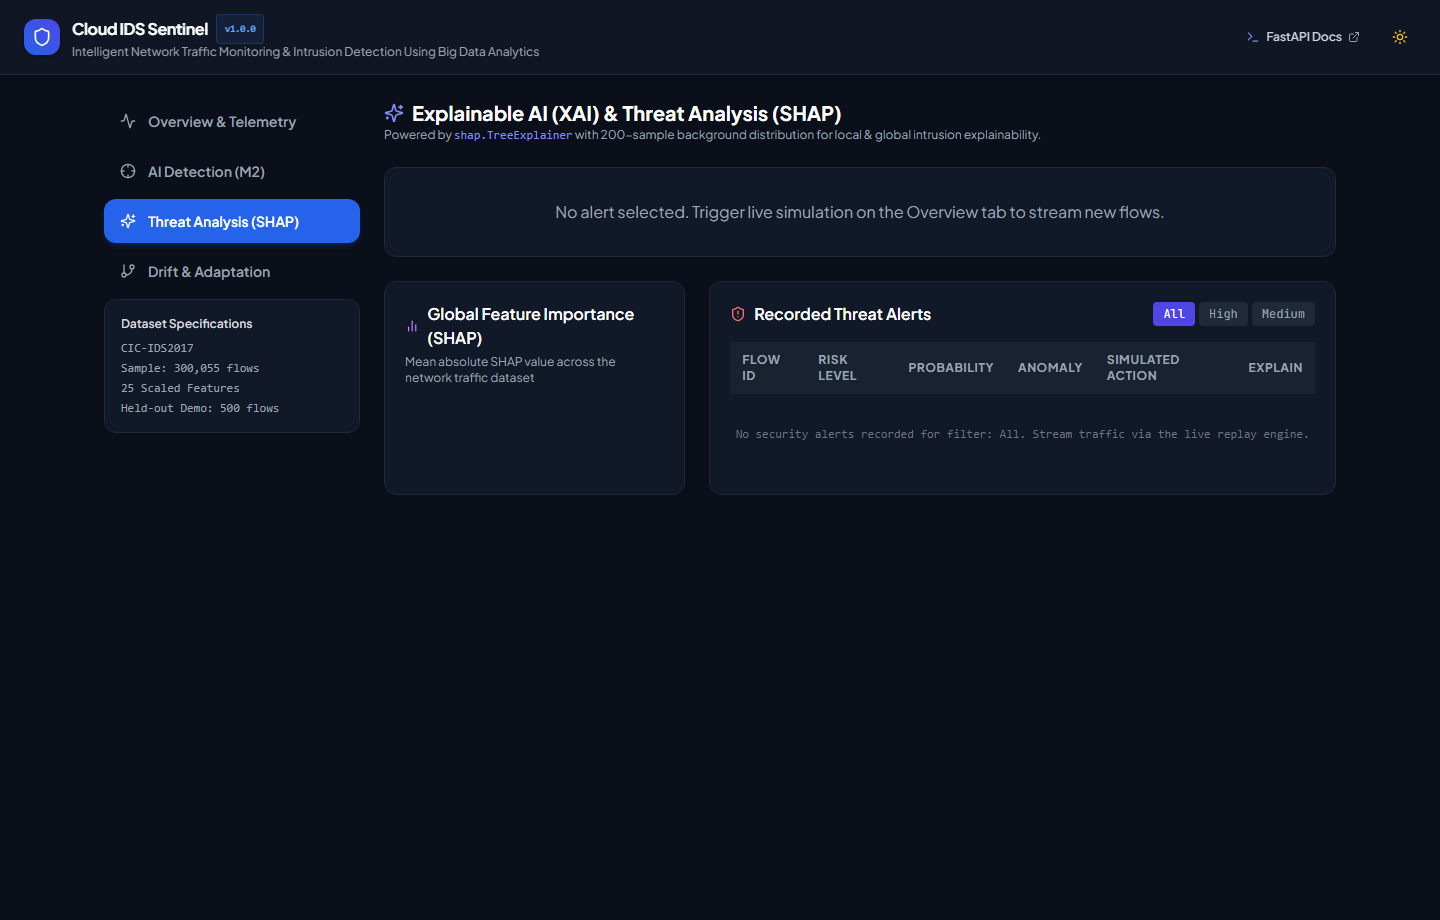 Cloud IDS Sentinel
v1.0.0
Intelligent Network Traffic Monitoring & Intrusion Detection Using Big Data Analytics
FastAPI Docs
Overview & Telemetry
AI Detection (M2)
Threat Analysis (SHAP)
Drift & Adaptation
Dataset Specifications
CIC-IDS2017
Sample: 300,055 flows
25 Scaled Features
Held-out Demo: 500 flows
Explainable AI (XAI) & Threat Analysis (SHAP)
Powered by shap.TreeExplainer with 200-sample background distribution for local & global intrusion explainability.
No alert selected. Trigger live simulation on the Overview tab to stream new flows.
Global Feature Importance
(SHAP)
Mean absolute SHAP value across the
network traffic dataset
Recorded Threat Alerts
All
High
Medium
FLOW
ID
RISK
LEVEL
PROBABILITY
ANOMALY
SIMULATED
ACTION
EXPLAIN
No security alerts recorded for filter: All. Stream traffic via the live replay engine.